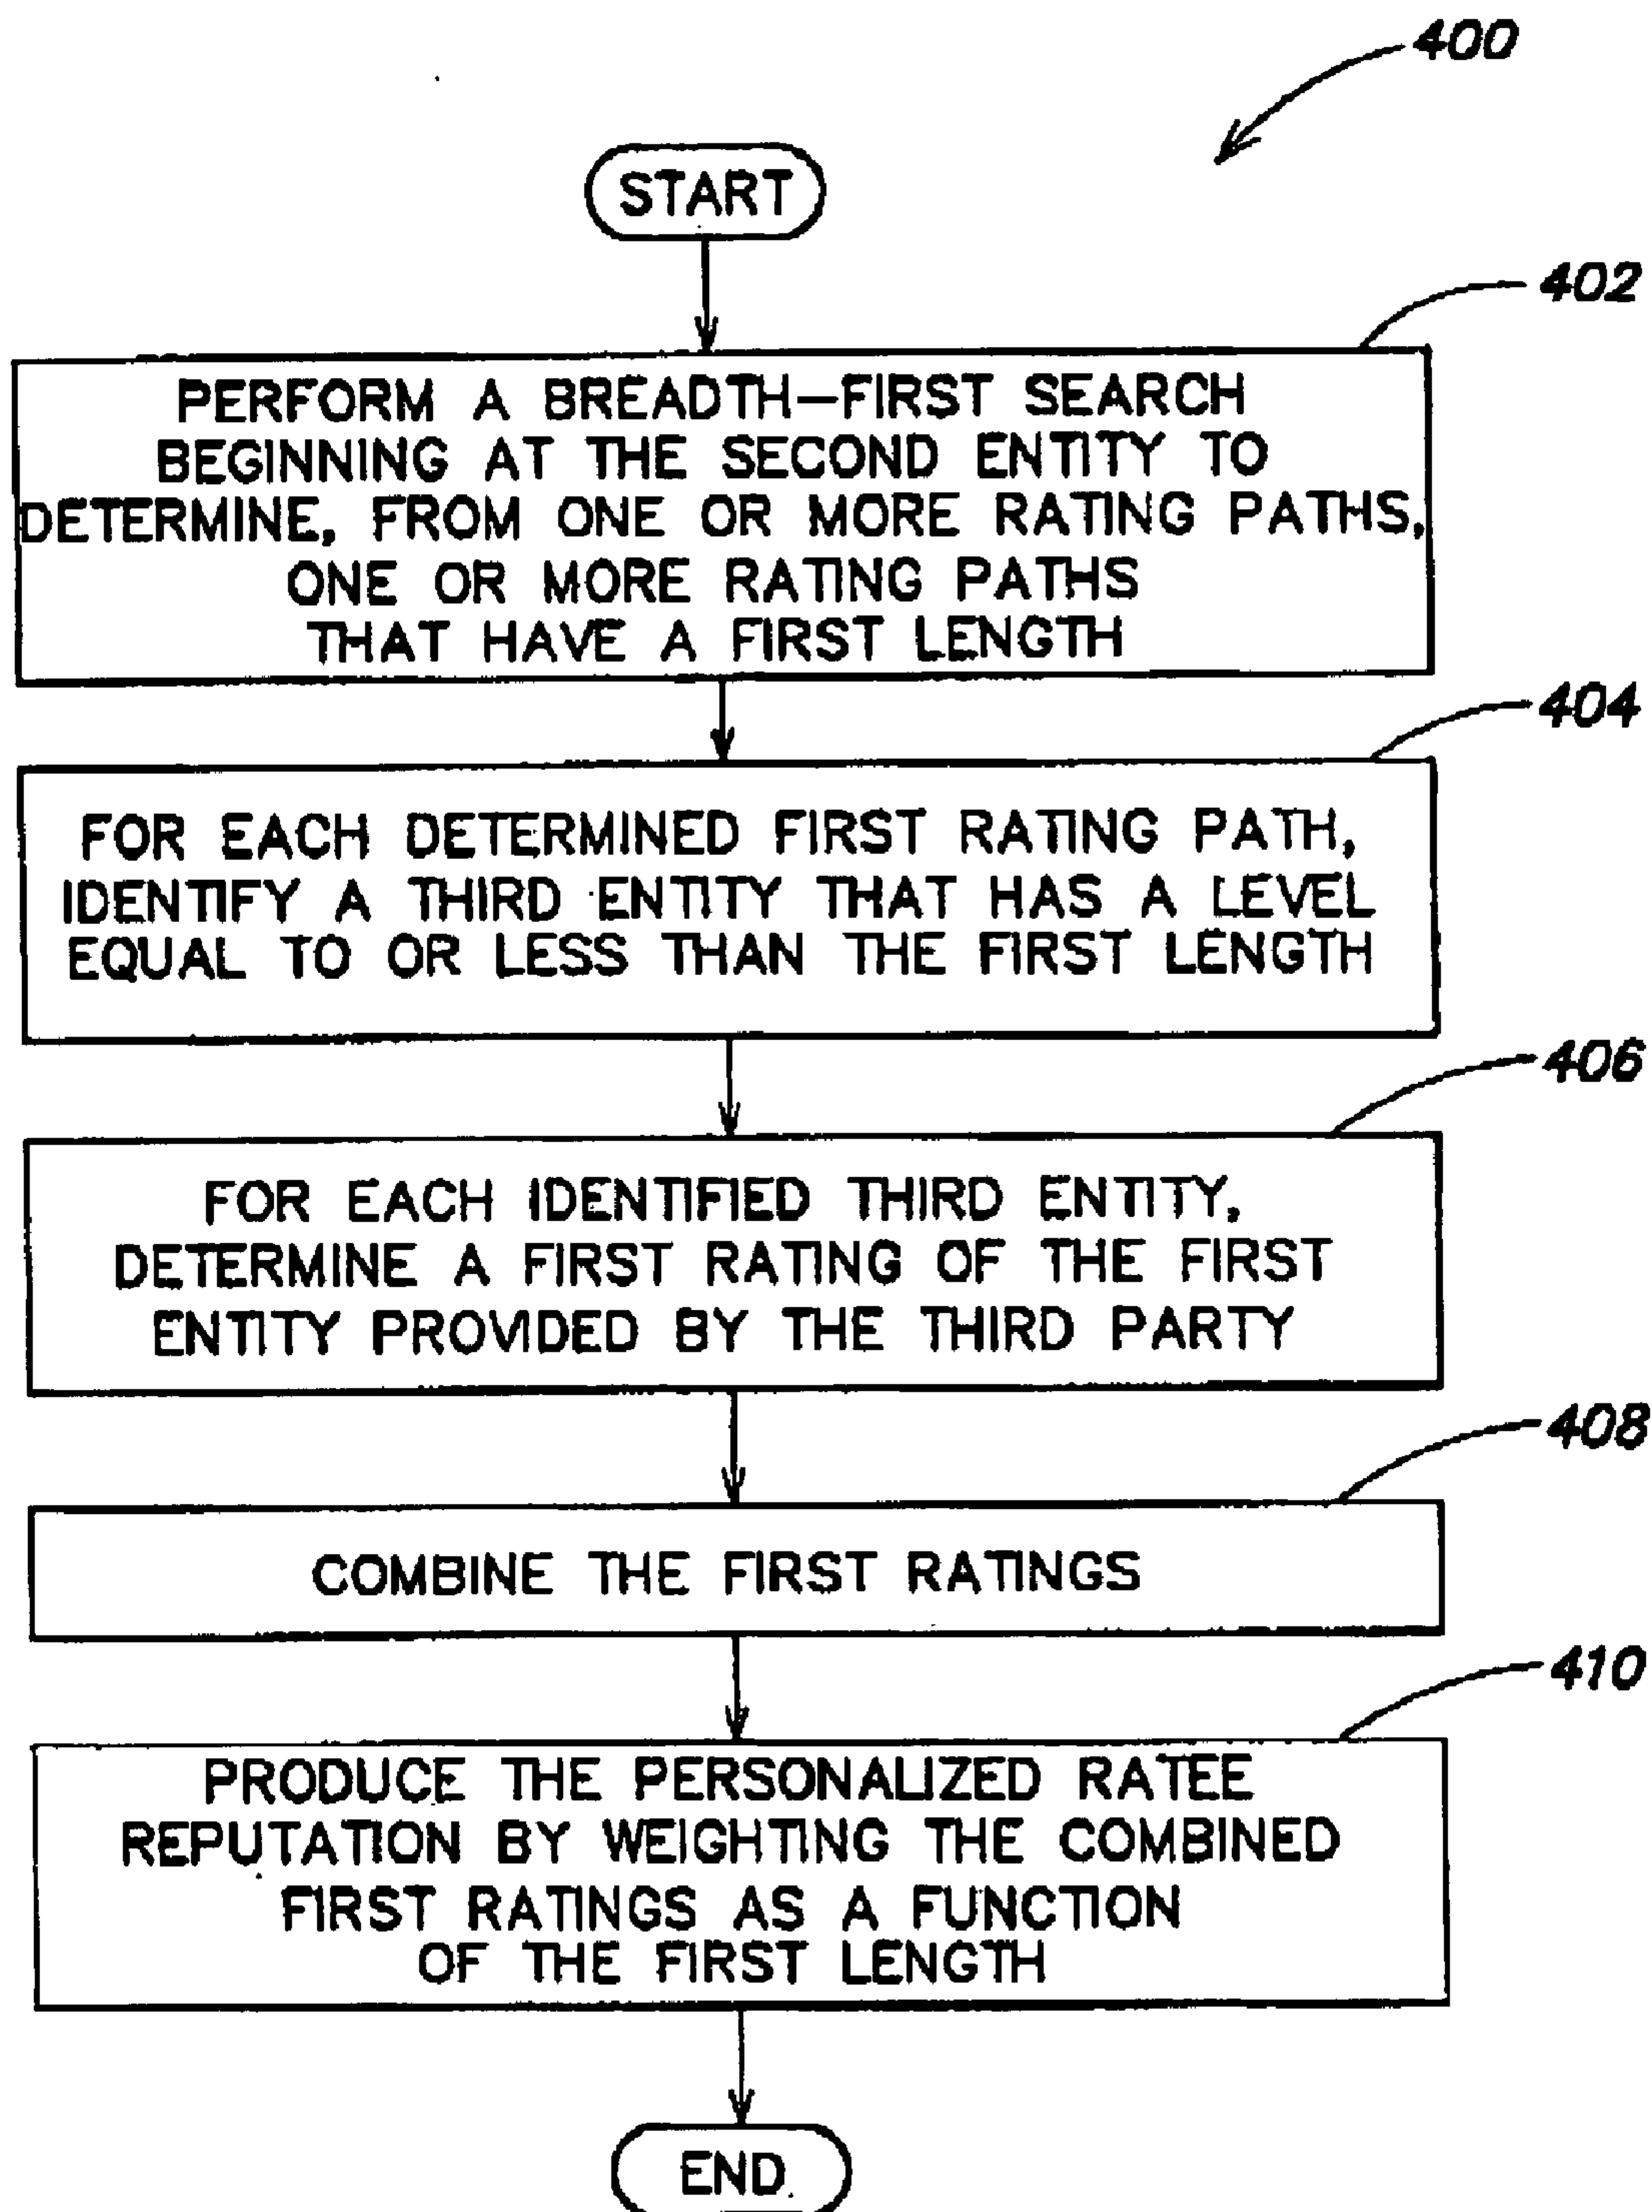 400
START
402
PERFORM A BREADTH-FIRST SEARCH
BEGINNING AT THE SECOND ENTITY TO
DETERMINE, FROM ONE OR MORE RATING PATHS,
ONE OR MORE RATING PATHS
THAT HAVE A FIRST LENGTH
404
FOR EACH DETERMINED FIRST RATING PATH,
IDENTIFY A THIRD ENTITY THAT HAS A LEVEL
EQUAL TO OR LESS THAN THE FIRST LENGTH
406
FOR EACH IDENTIFIED THIRD ENTITY,
DETERMINE A FIRST RATING OF THE FIRST
ENTITY PROVIDED BY THE THIRD PARTY
408
COMBINE THE FIRST RATINGS
410
PRODUCE THE PERSONALIZED RATEE
REPUTATION BY WEIGHTING THE COMBINED
FIRST RATINGS AS A FUNCTION
OF THE FIRST LENGTH
END